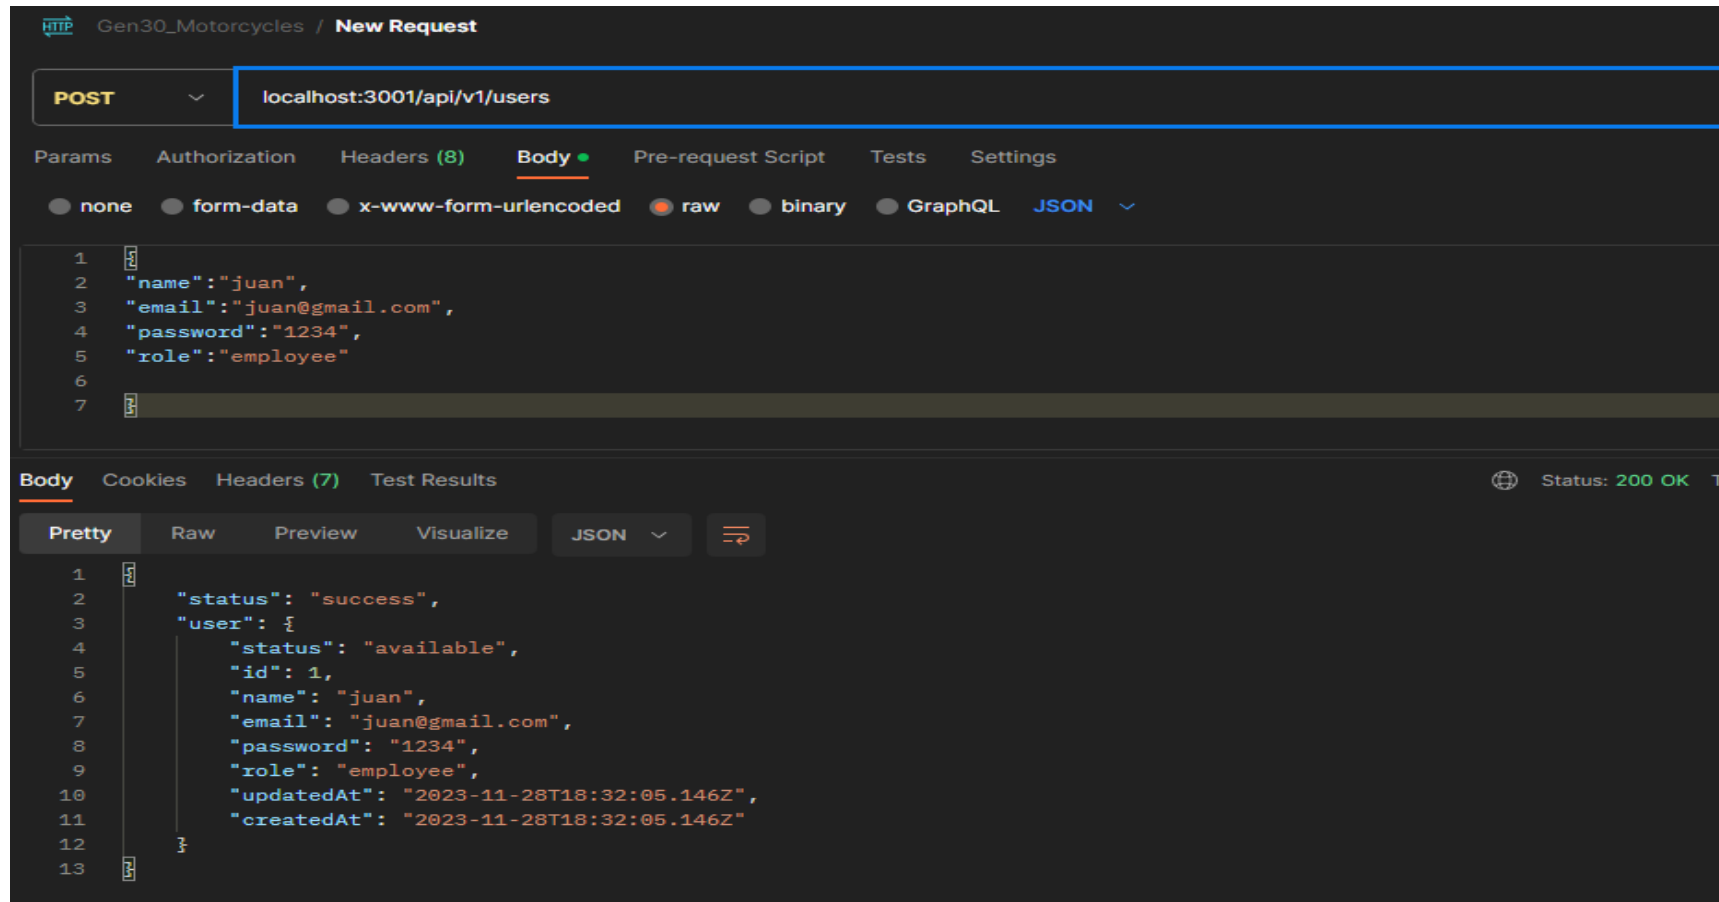 HTTP Gen30_Motorcycles / New Request
POST localhost:3001/api/v1/users
Params Authorization Headers (8) Body Pre-request Script Tests Settings
none form-data x-www-form-urlencoded raw binary GraphQL JSON
1 {
2 "name":"juan",
3 "email":"juan@gmail.com",
4 "password":"1234",
5 "role":"employee"
6
7 }
Body Cookies Headers (7) Test Results Status: 200 OK
Pretty Raw Preview Visualize JSON
1 {
2 "status": "success",
3 "user": {
4 "status": "available",
5 "id": 1,
6 "name": "juan",
7 "email": "juan@gmail.com",
8 "password": "1234",
9 "role": "employee",
10 "updatedAt": "2023-11-28T18:32:05.146Z",
11 "createdAt": "2023-11-28T18:32:05.146Z"
12 }
13 }